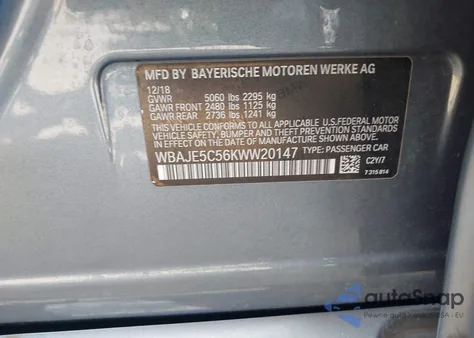 MFD BY BAYERISCHE MOTOREN WERKE AG
12/18
GVWR 5060 lbs 2295 kg
GAWR FRONT 2480 lbs 1125 kg
GAWR REAR 2736 lbs 1241 kg
THIS VEHICLE CONFORMS TO ALL APPLICABLE U.S. FEDERAL MOTOR
VEHICLE SAFETY, BUMPER, AND THEFT PREVENTION STANDARDS IN
EFFECT ON THE DATE OF MANUFACTURE SHOWN ABOVE.
WBAJE5C56KWW20147 TYPE: PASSENGER CAR
C2Y/7
7 315 814
autoSnap